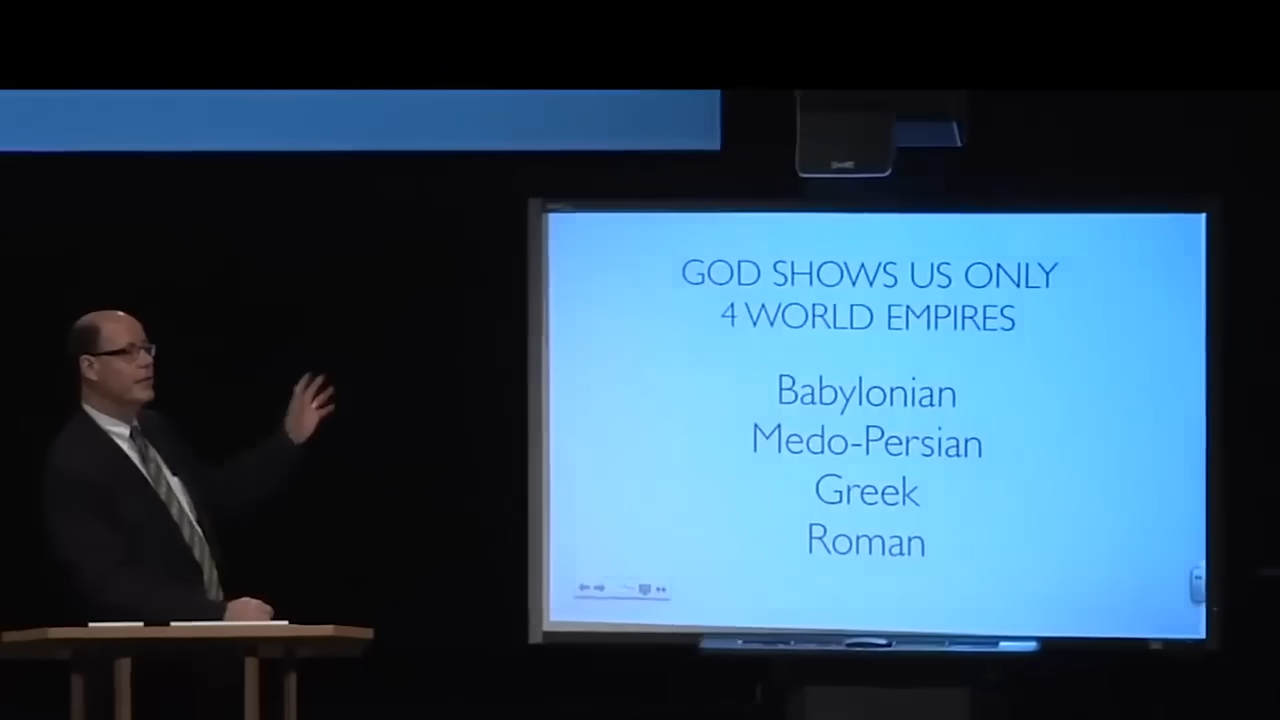 GOD SHOWS US ONLY
4 WORLD EMPIRES
Babylonian
Medo-Persian
Greek
Roman